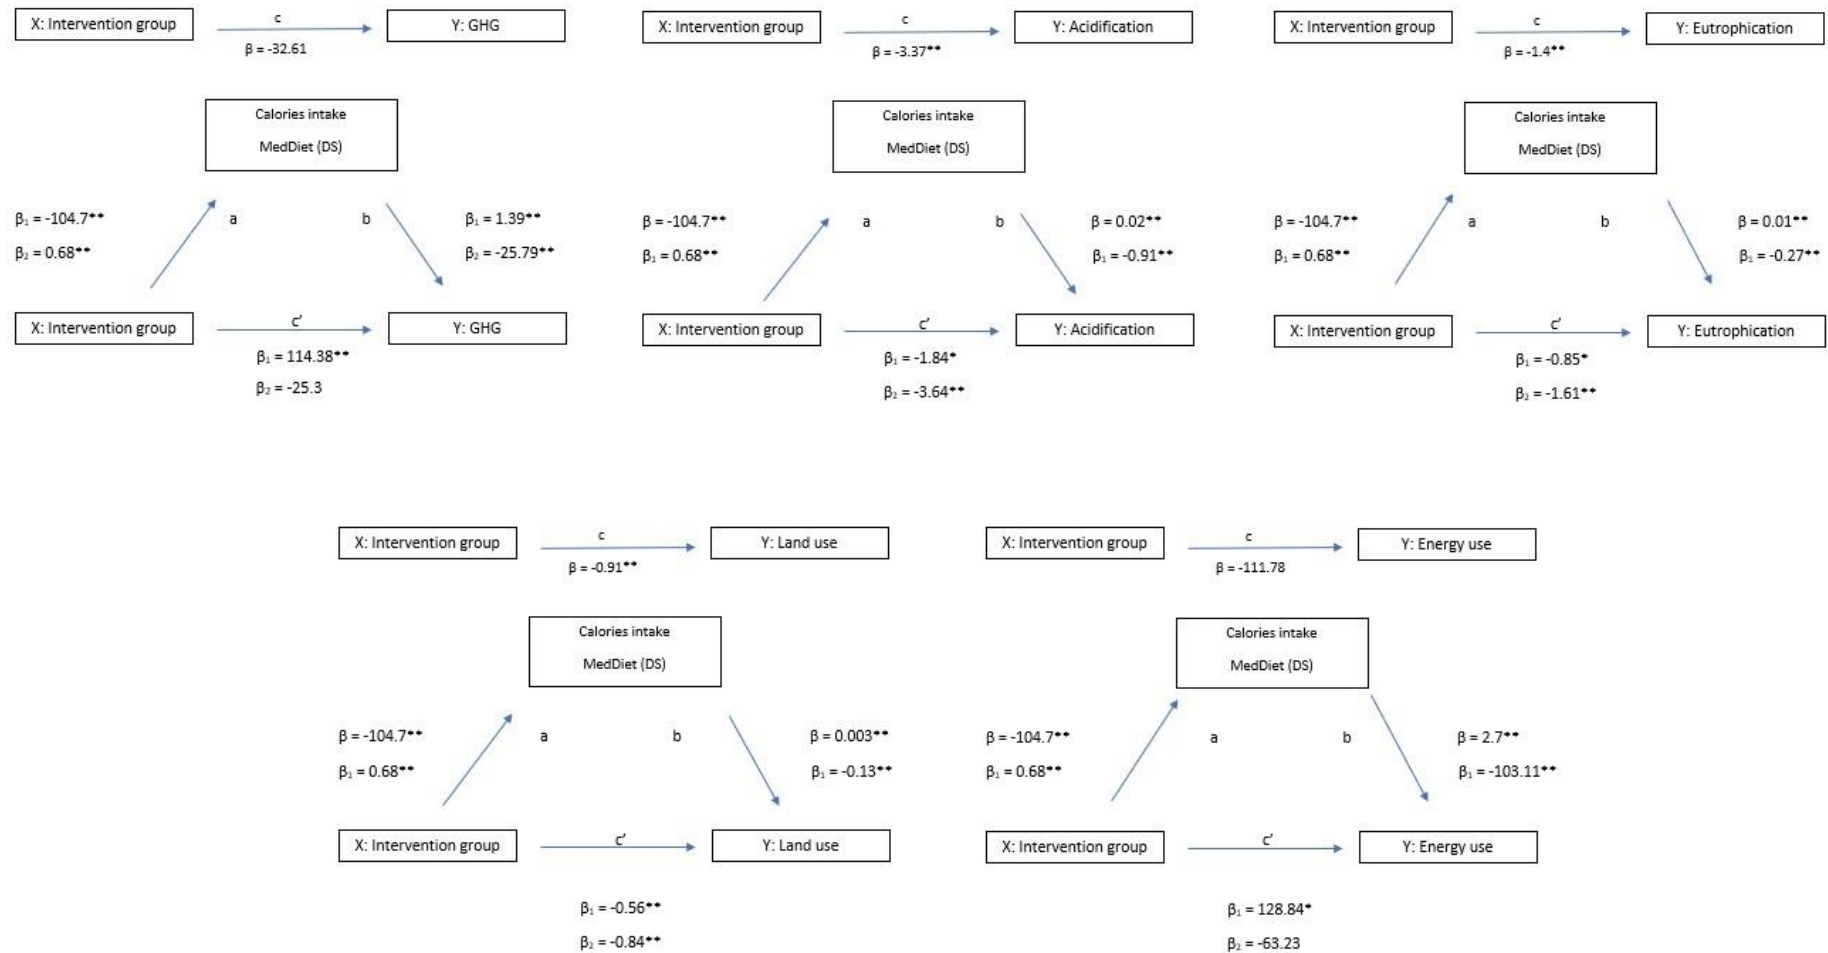 X: Intervention group
c
β = -32.61
Y: GHG
Calories intake
MedDiet (DS)
β₁ = -104.7**
β₂ = 0.68**
a
b
β₁ = 1.39**
β₂ = -25.79**
X: Intervention group
c'
Y: GHG
β₁ = 114.38**
β₂ = -25.3
X: Intervention group
c
β = -3.37**
Y: Acidification
Calories intake
MedDiet (DS)
β = -104.7**
β₁ = 0.68**
a
b
β = 0.02**
β₁ = -0.91**
X: Intervention group
c'
Y: Acidification
β₁ = -1.84*
β₂ = -3.64**
X: Intervention group
c
β = -1.4**
Y: Eutrophication
Calories intake
MedDiet (DS)
β = -104.7**
β₁ = 0.68**
a
b
β = 0.01**
β₁ = -0.27**
X: Intervention group
c'
Y: Eutrophication
β₁ = -0.85*
β₂ = -1.61**
X: Intervention group
c
β = -0.91**
Y: Land use
Calories intake
MedDiet (DS)
β = -104.7**
β₁ = 0.68**
a
b
β = 0.003**
β₁ = -0.13**
X: Intervention group
c'
Y: Land use
β₁ = -0.56**
β₂ = -0.84**
X: Intervention group
c
β = -111.78
Y: Energy use
Calories intake
MedDiet (DS)
β = -104.7**
β₁ = 0.68**
a
b
β = 2.7**
β₁ = -103.11**
X: Intervention group
c'
Y: Energy use
β₁ = 128.84*
β₂ = -63.23